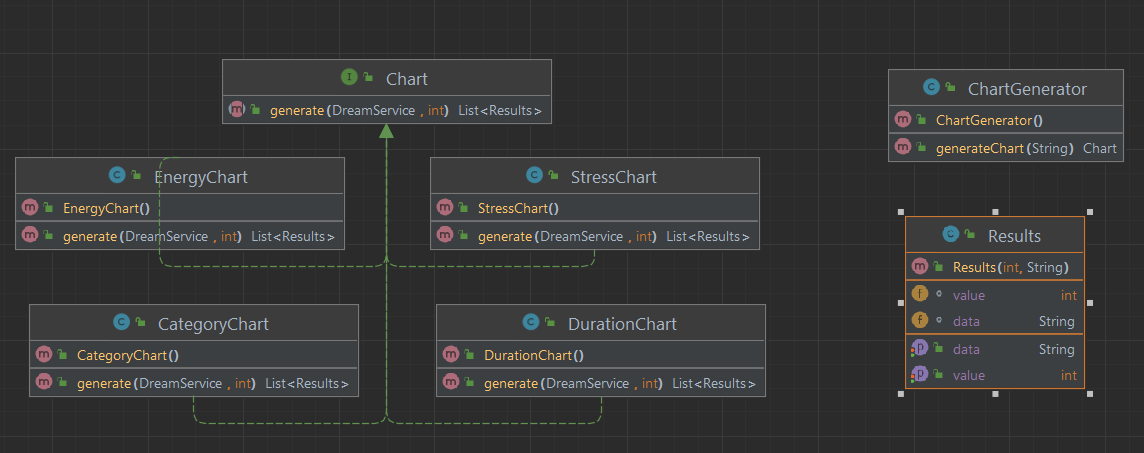 I Chart
m generate(DreamService , int) List<Results>
C ChartGenerator
m ChartGenerator()
m generateChart(String) Chart
C EnergyChart
m EnergyChart()
m generate(DreamService , int) List<Results>
C StressChart
m StressChart()
m generate(DreamService , int) List<Results>
C Results
m Results(int, String)
f value int
f data String
p data String
p value int
C CategoryChart
m CategoryChart()
m generate(DreamService , int) List<Results>
C DurationChart
m DurationChart()
m generate(DreamService , int) List<Results>